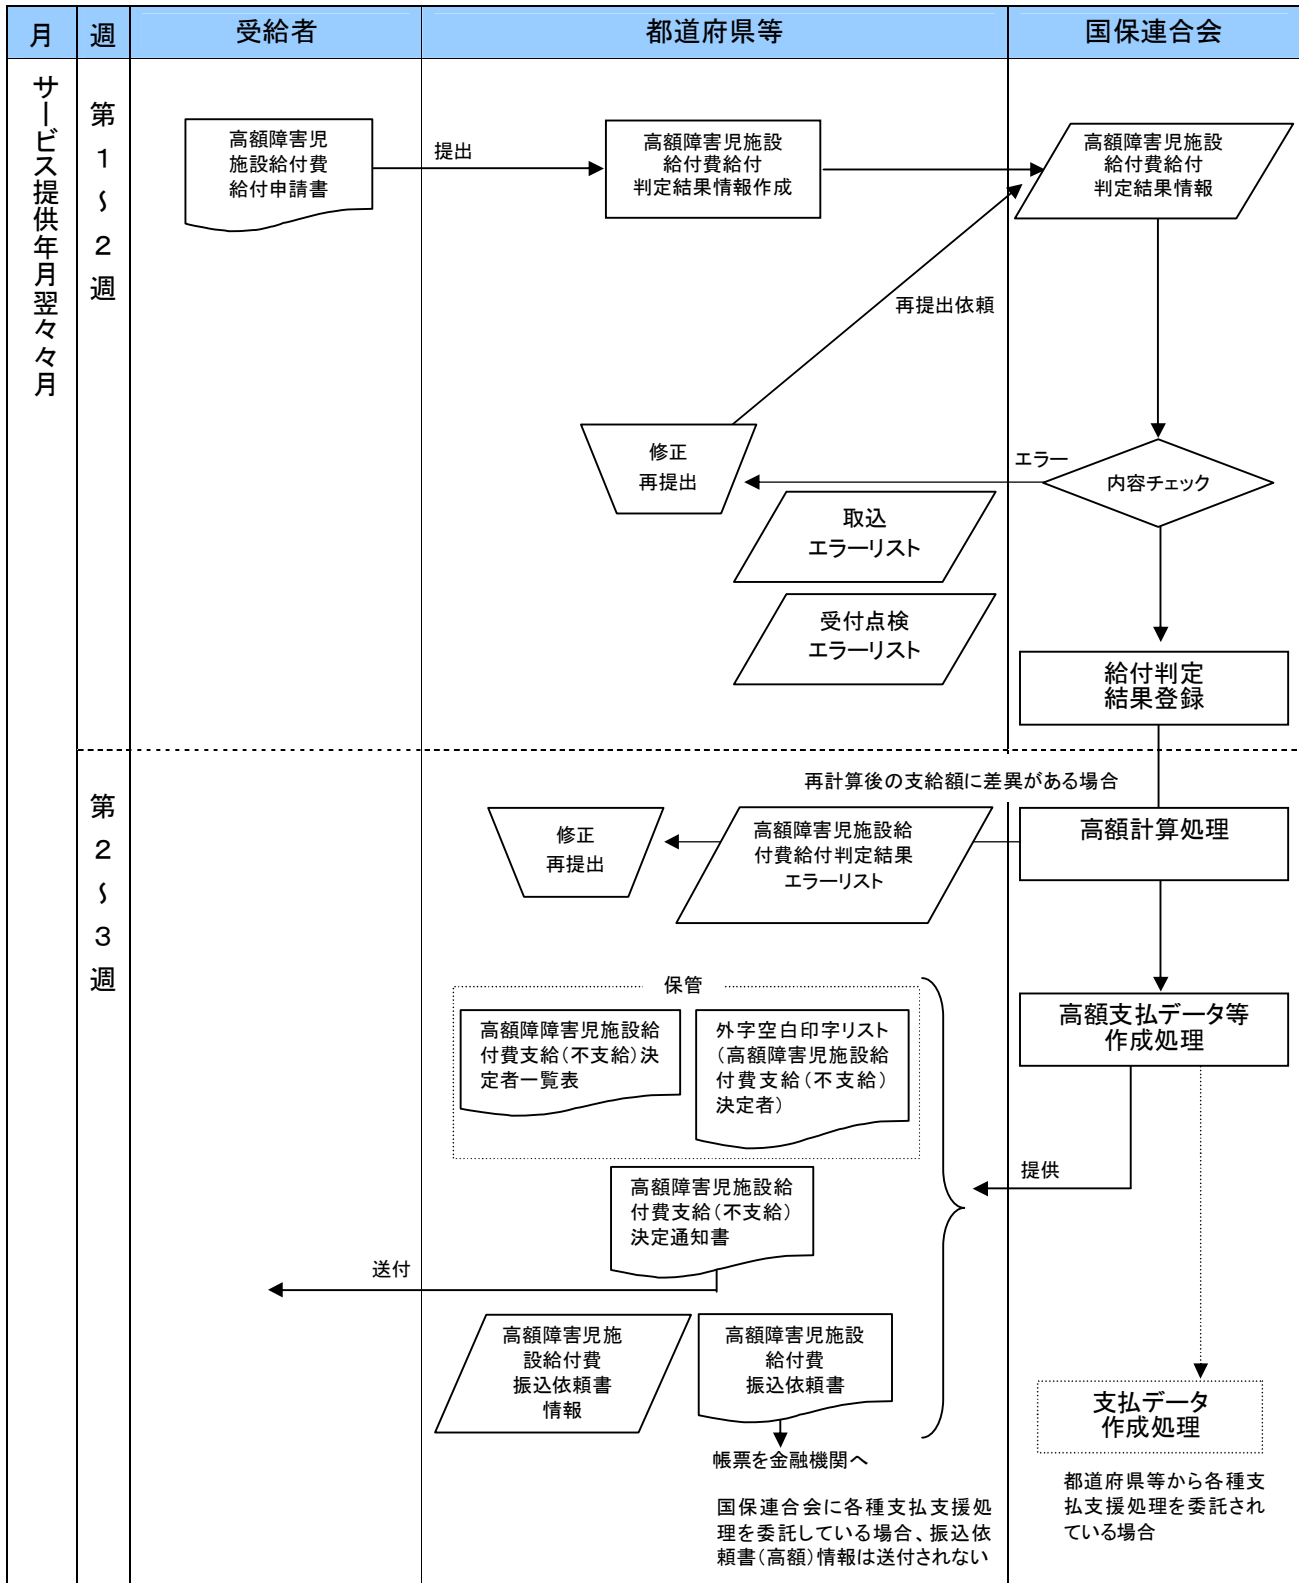 月
週
受給者
都道府県等
国保連合会
サービス提供年月翌々々月
第１～２週
高額障害児
施設給付費
給付申請書
提出
高額障害児施設
給付費給付
判定結果情報作成
高額障害児施設
給付費給付
判定結果情報
再提出依頼
修正
再提出
エラー
内容チェック
取込
エラーリスト
受付点検
エラーリスト
給付判定
結果登録
第２～３週
再計算後の支給額に差異がある場合
修正
再提出
高額障害児施設給
付費給付判定結果
エラーリスト
高額計算処理
保管
高額障障害児施設給
付費支給（不支給）決
定者一覧表
外字空白印字リスト
（高額障害児施設給
付費支給（不支給）
決定者）
高額支払データ等
作成処理
提供
高額障害児施設給
付費支給（不支給）
決定通知書
送付
高額障害児施
設給付費
振込依頼書
情報
高額障害児施設
給付費
振込依頼書
帳票を金融機関へ
支払データ
作成処理
都道府県等から各種支
払支援処理を委託され
ている場合
国保連合会に各種支払支援処
理を委託している場合、振込依
頼書（高額）情報は送付されない